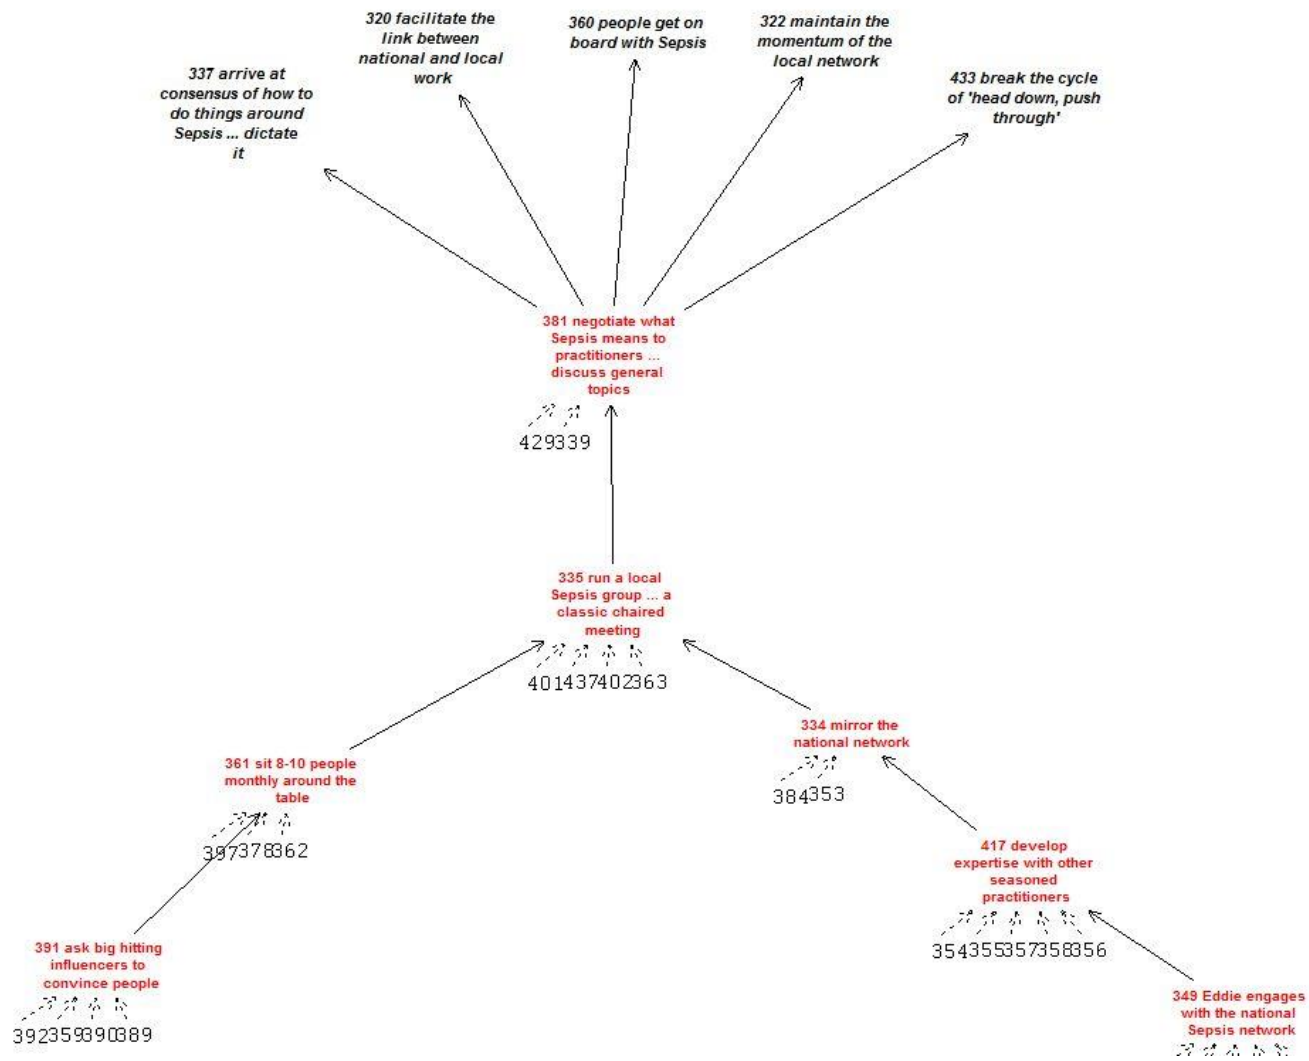 320 facilitate the
link between
national and local
work
360 people get on
board with Sepsis
322 maintain the
momentum of the
local network
337 arrive at
consensus of how to
do things around
Sepsis ... dictate
it
433 break the cycle
of 'head down, push
through'
381 negotiate what
Sepsis means to
practitioners ...
discuss general
topics
429339
335 run a local
Sepsis group ... a
classic chaired
meeting
401437402363
334 mirror the
national network
384353
361 sit 8-10 people
monthly around the
table
397378362
417 develop
expertise with other
seasoned
practitioners
354355357358356
391 ask big hitting
influencers to
convince people
392359390389
349 Eddie engages
with the national
Sepsis network